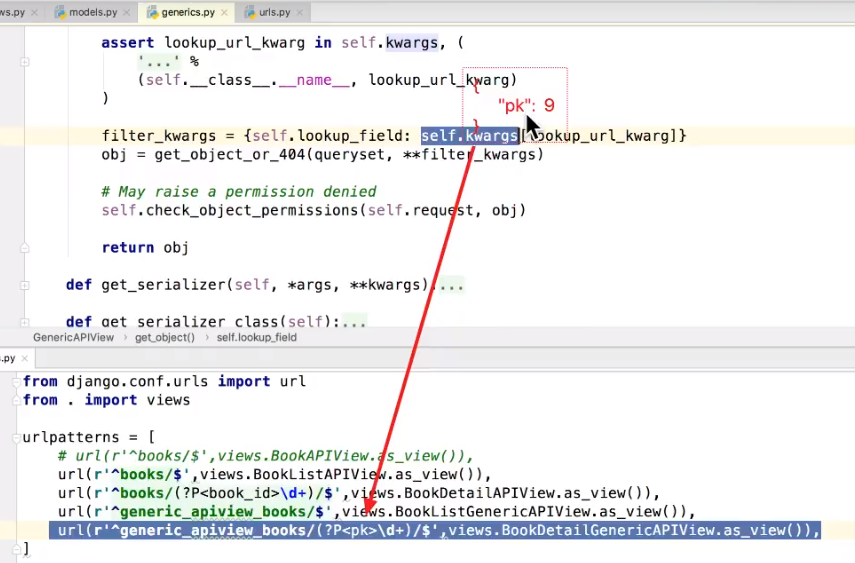 ws.py × models.py × generics.py × urls.py ×
assert lookup_url_kwarg in self.kwargs, (
'...' %
(self.__class__.__name__, lookup_url_kwarg)
)
{
"pk": 9
}
filter_kwargs = {self.lookup_field: self.kwargs[lookup_url_kwarg]}
obj = get_object_or_404(queryset, **filter_kwargs)
# May raise a permission denied
self.check_object_permissions(self.request, obj)
return obj
def get_serializer(self, *args, **kwargs):...
def get_serializer_class(self):...
GenericAPIView › get_object() › self.lookup_field
s.py ×
from django.conf.urls import url
from . import views
urlpatterns = [
# url(r'^books/$',views.BookAPIView.as_view()),
url(r'^books/$',views.BookListAPIView.as_view()),
url(r'^books/(?P<book_id>\d+)/$',views.BookDetailAPIView.as_view()),
url(r'^generic_apiview_books/$',views.BookListGenericAPIView.as_view()),
url(r'^generic_apiview_books/(?P<pk>\d+)/$',views.BookDetailGenericAPIView.as_view()),
]